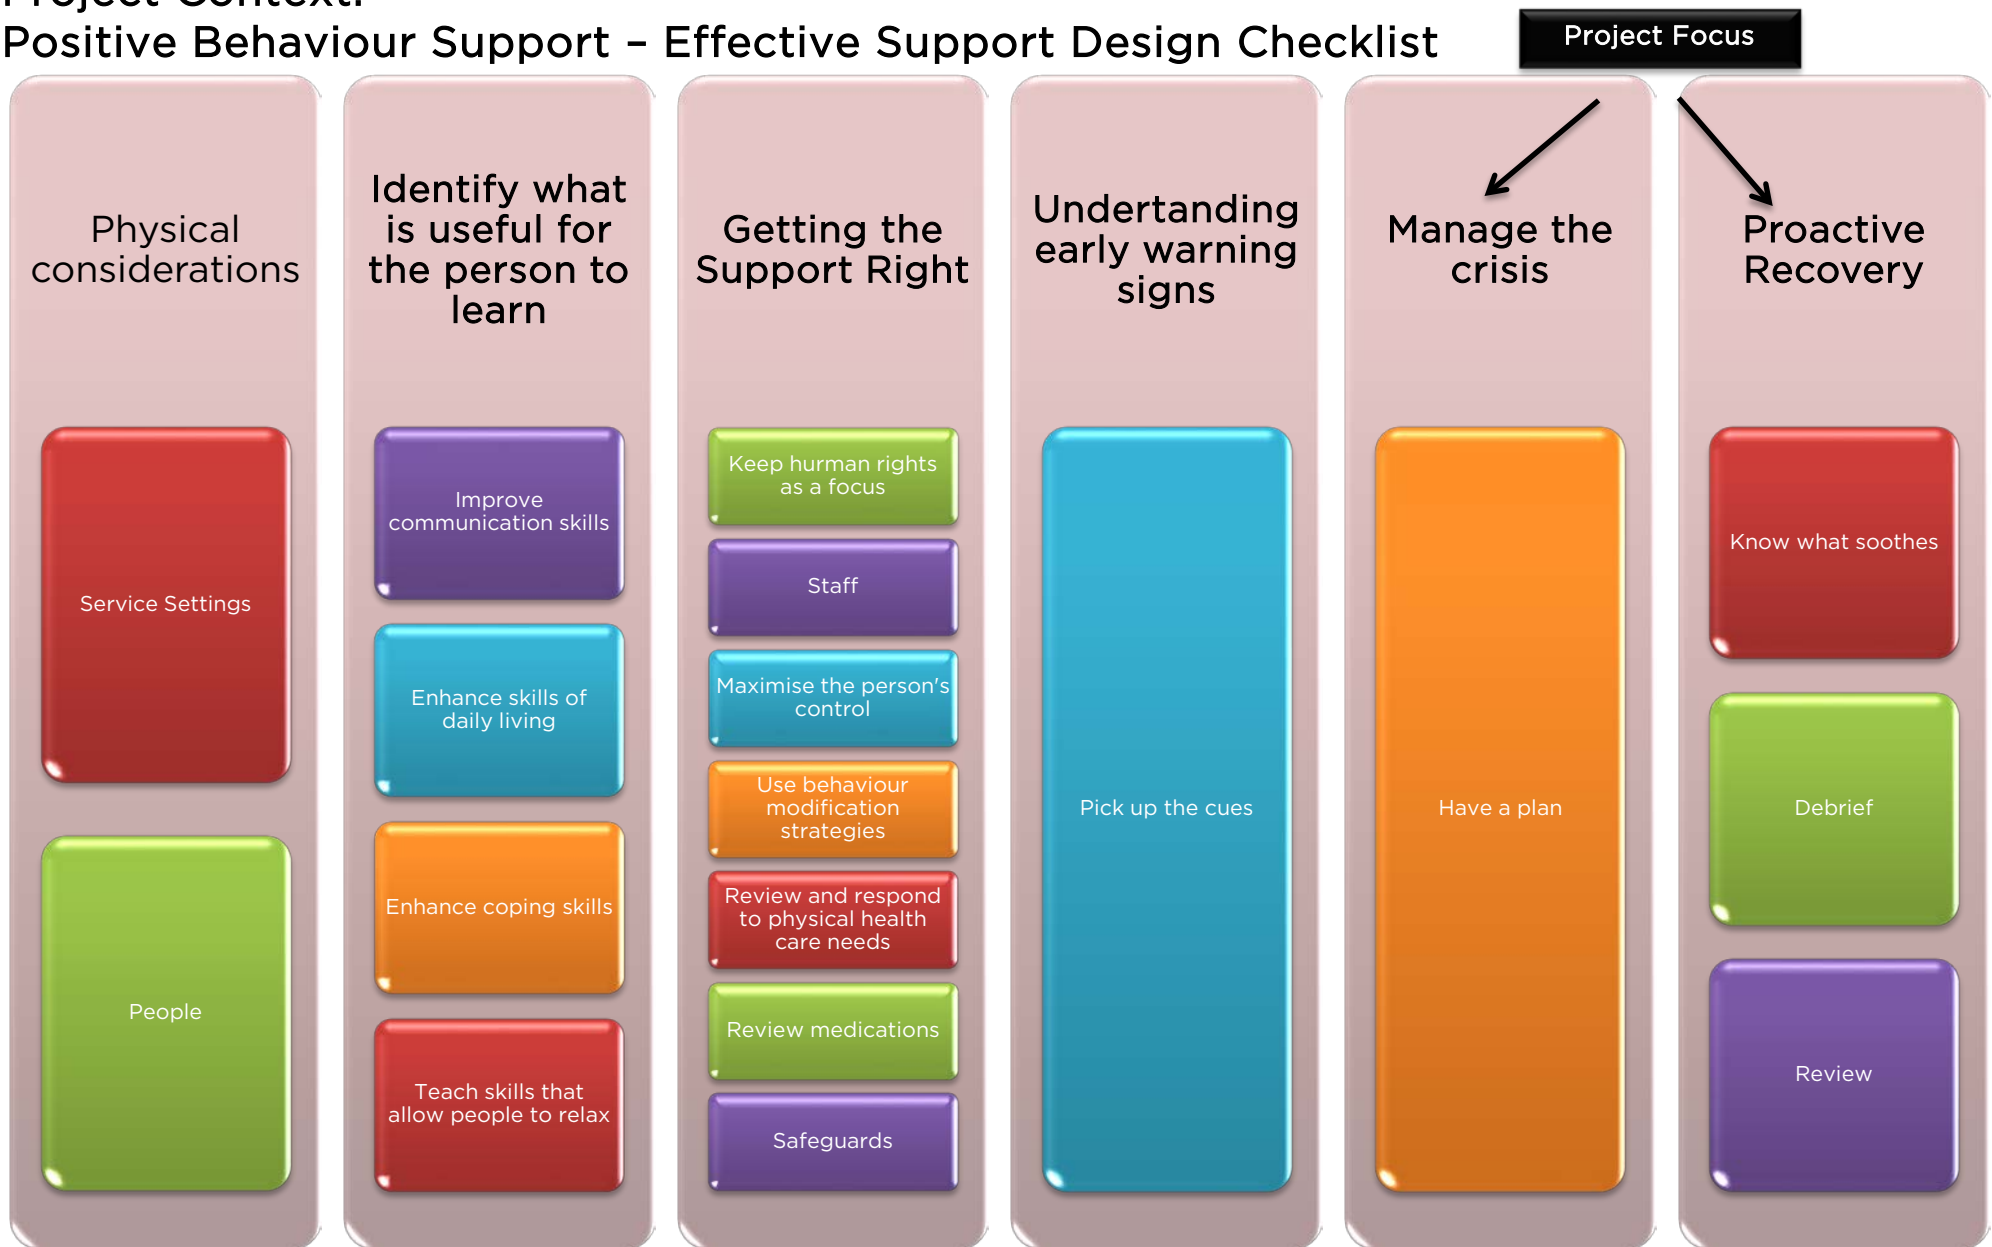 Project Context:
Positive Behaviour Support – Effective Support Design Checklist
Project Focus
Physical
considerations
Service Settings
People
Identify what
is useful for
the person to
learn
Improve
communication skills
Enhance skills of
daily living
Enhance coping skills
Teach skills that
allow people to relax
Getting the
Support Right
Keep hurman rights
as a focus
Staff
Maximise the person's
control
Use behaviour
modification
strategies
Review and respond
to physical health
care needs
Review medications
Safeguards
Undertanding
early warning
signs
Pick up the cues
Manage the
crisis
Have a plan
Proactive
Recovery
Know what soothes
Debrief
Review